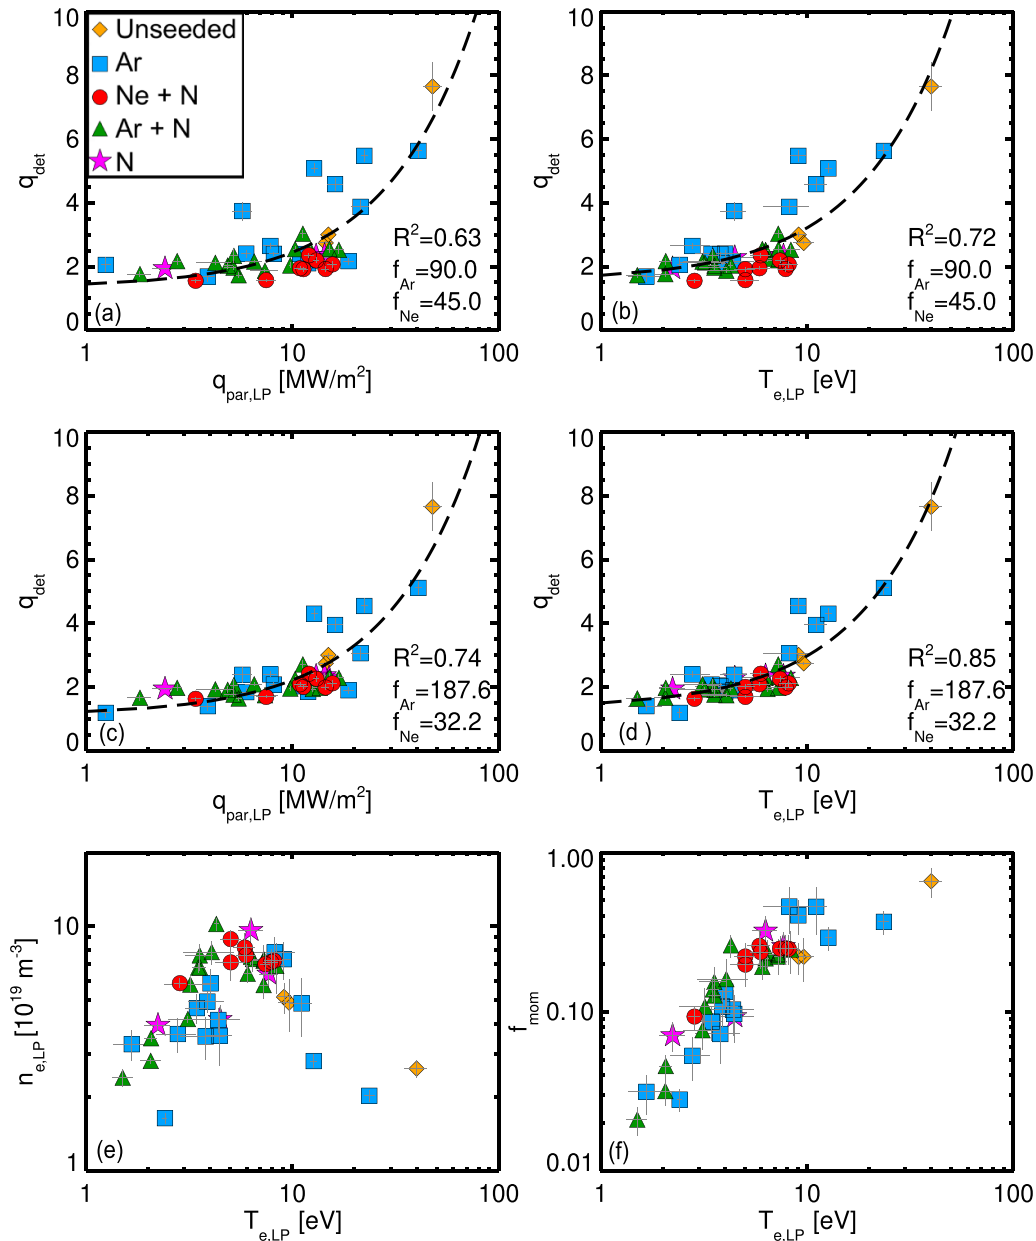 10
8
6
4
2
0
q_det
Unseeded
Ar
Ne + N
Ar + N
N
R²=0.63
f_Ar=90.0
f_Ne=45.0
(a)
1 10 100
q_par,LP [MW/m²]
10
8
6
4
2
0
q_det
R²=0.72
f_Ar=90.0
f_Ne=45.0
(b)
1 10 100
T_e,LP [eV]
10
8
6
4
2
0
q_det
R²=0.74
f_Ar=187.6
f_Ne=32.2
(c)
1 10 100
q_par,LP [MW/m²]
10
8
6
4
2
0
q_det
R²=0.85
f_Ar=187.6
f_Ne=32.2
(d )
1 10 100
T_e,LP [eV]
10
1
n_e,LP [10¹⁹ m⁻³]
(e)
1 10 100
T_e,LP [eV]
1.00
0.10
0.01
f_mom
(f)
1 10 100
T_e,LP [eV]